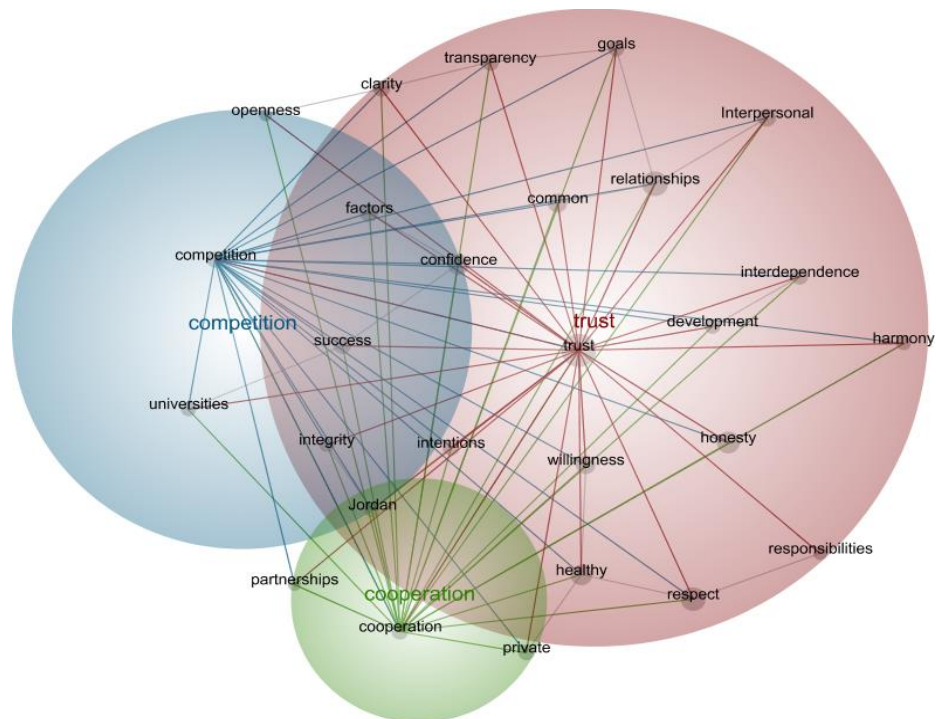 goals
transparency
clarity
openness
Interpersonal
relationships
common
factors
competition
confidence
interdependence
competition
trust
development
success
trust
harmony
universities
integrity
intentions
honesty
willingness
Jordan
responsibilities
partnerships
healthy
cooperation
respect
cooperation
private